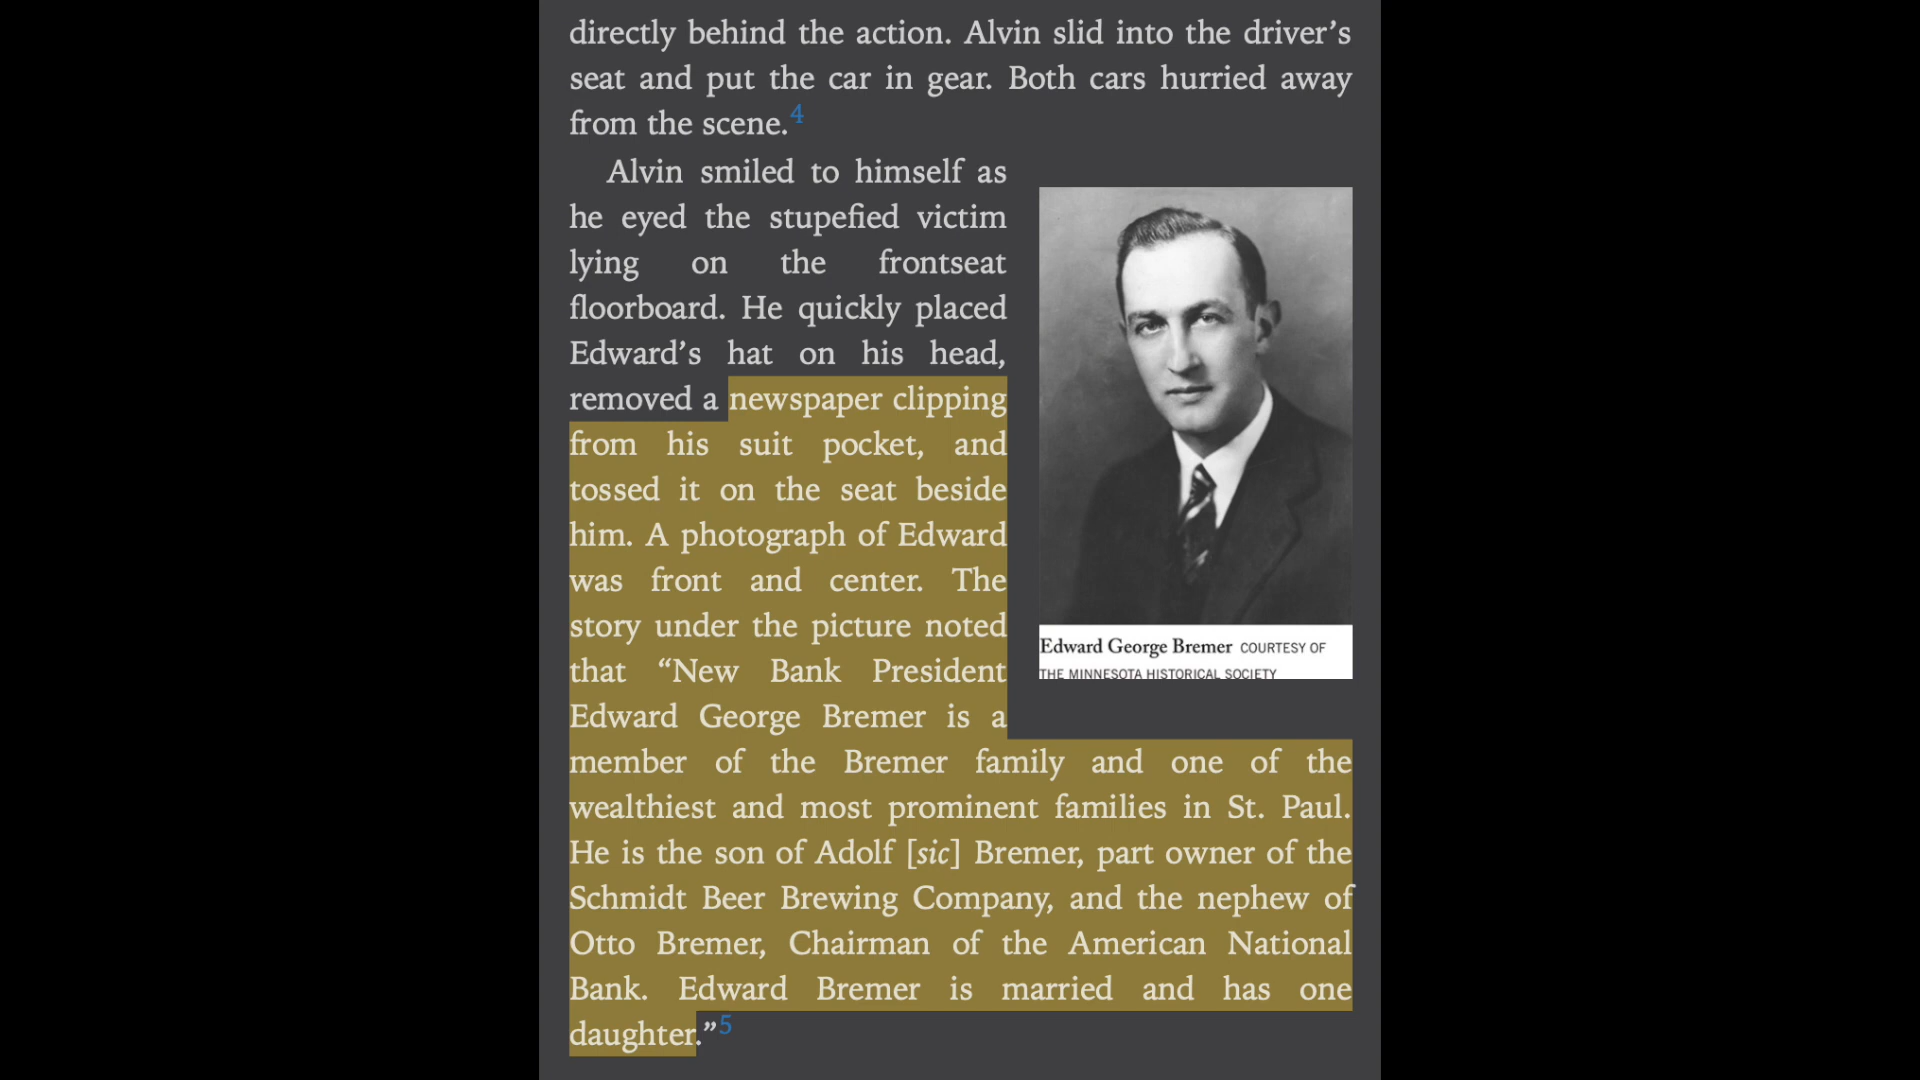 directly behind the action. Alvin slid into the driver’s
seat and put the car in gear. Both cars hurried away
from the scene.4
Alvin smiled to himself as
he eyed the stupefied victim
lying on the frontseat
floorboard. He quickly placed
Edward’s hat on his head,
removed a newspaper clipping
from his suit pocket, and
tossed it on the seat beside
him. A photograph of Edward
was front and center. The
story under the picture noted
that “New Bank President
Edward George Bremer is a
member of the Bremer family and one of the
wealthiest and most prominent families in St. Paul.
He is the son of Adolf [sic] Bremer, part owner of the
Schmidt Beer Brewing Company, and the nephew of
Otto Bremer, Chairman of the American National
Bank. Edward Bremer is married and has one
daughter.”5
Edward George Bremer COURTESY OF
THE MINNESOTA HISTORICAL SOCIETY